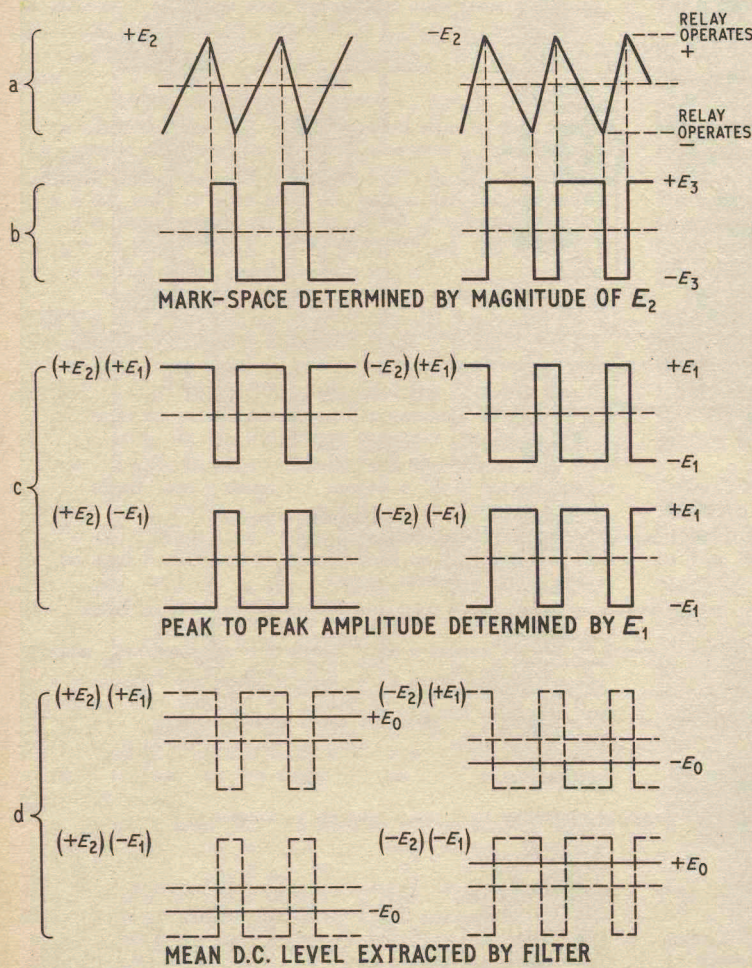 a
+E₂
−E₂
RELAY
OPERATES
+
RELAY
OPERATES
−
b
+E₃
−E₃
MARK–SPACE DETERMINED BY MAGNITUDE OF E₂
c
(+E₂)(+E₁)
(−E₂)(+E₁)
+E₁
−E₁
(+E₂)(−E₁)
(−E₂)(−E₁)
+E₁
−E₁
PEAK TO PEAK AMPLITUDE DETERMINED BY E₁
d
(+E₂)(+E₁)
+E₀
(−E₂)(+E₁)
−E₀
(+E₂)(−E₁)
−E₀
(−E₂)(−E₁)
+E₀
MEAN D.C. LEVEL EXTRACTED BY FILTER